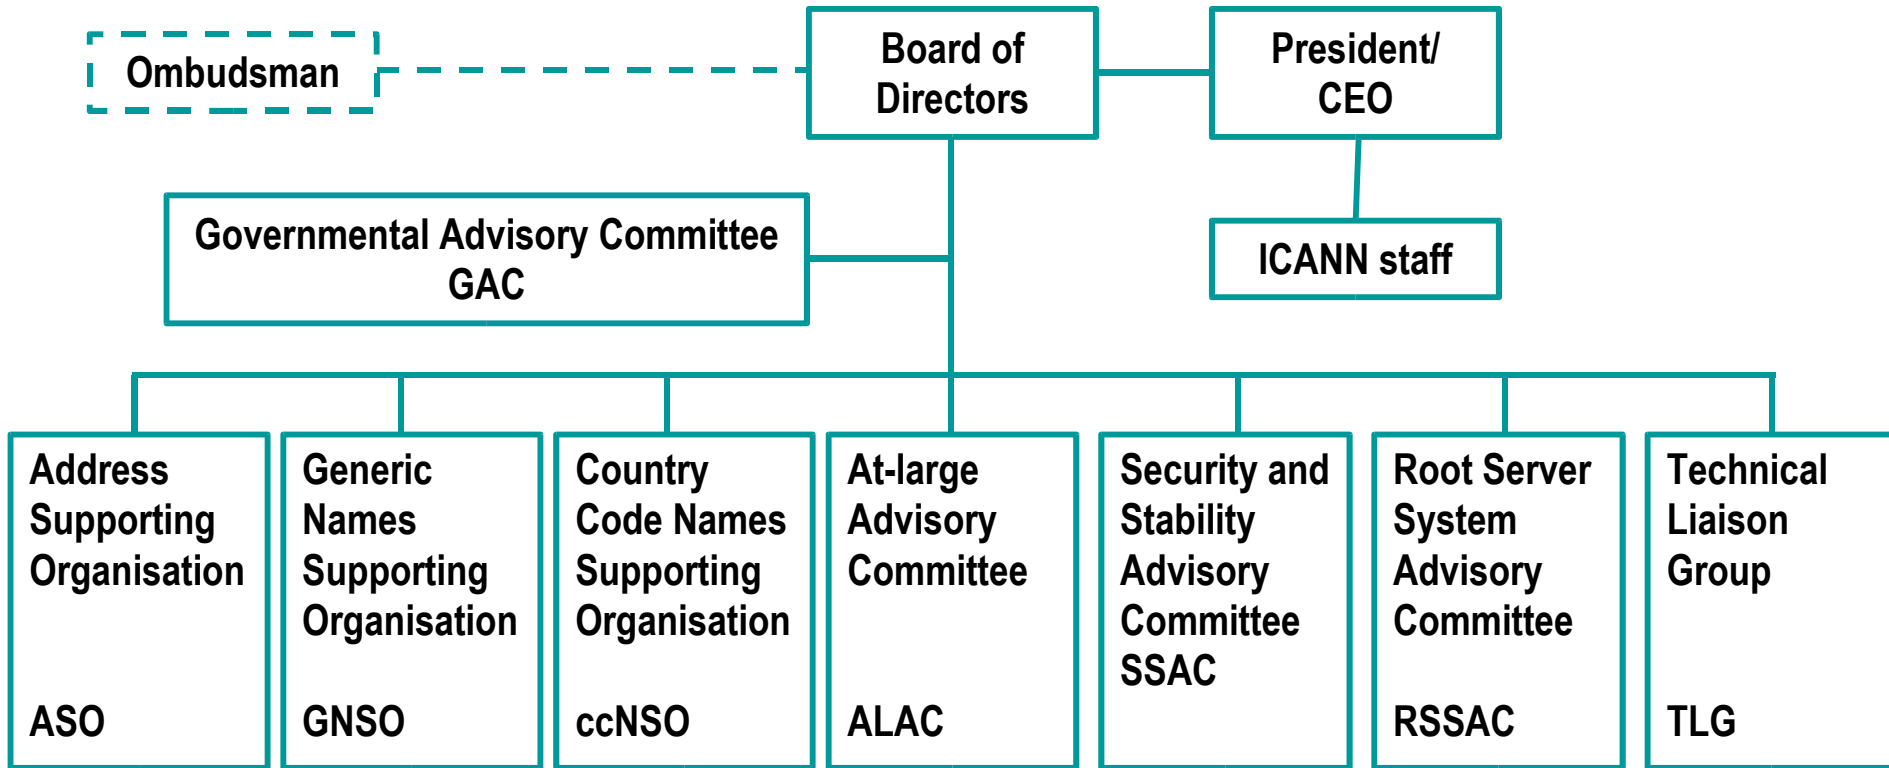 Ombudsman
Board of
Directors
President/
CEO
Governmental Advisory Committee
GAC
ICANN staff
Address
Supporting
Organisation
ASO
Generic
Names
Supporting
Organisation
GNSO
Country
Code Names
Supporting
Organisation
ccNSO
At-large
Advisory
Committee
ALAC
Security and
Stability
Advisory
Committee
SSAC
Root Server
System
Advisory
Committee
RSSAC
Technical
Liaison
Group
TLG